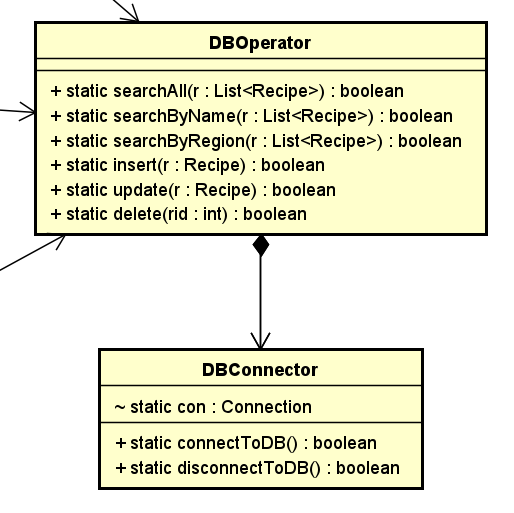 DBOperator
+ static searchAll(r : List<Recipe>) : boolean
+ static searchByName(r : List<Recipe>) : boolean
+ static searchByRegion(r : List<Recipe>) : boolean
+ static insert(r : Recipe) : boolean
+ static update(r : Recipe) : boolean
+ static delete(rid : int) : boolean
DBConnector
~ static con : Connection
+ static connectToDB() : boolean
+ static disconnectToDB() : boolean